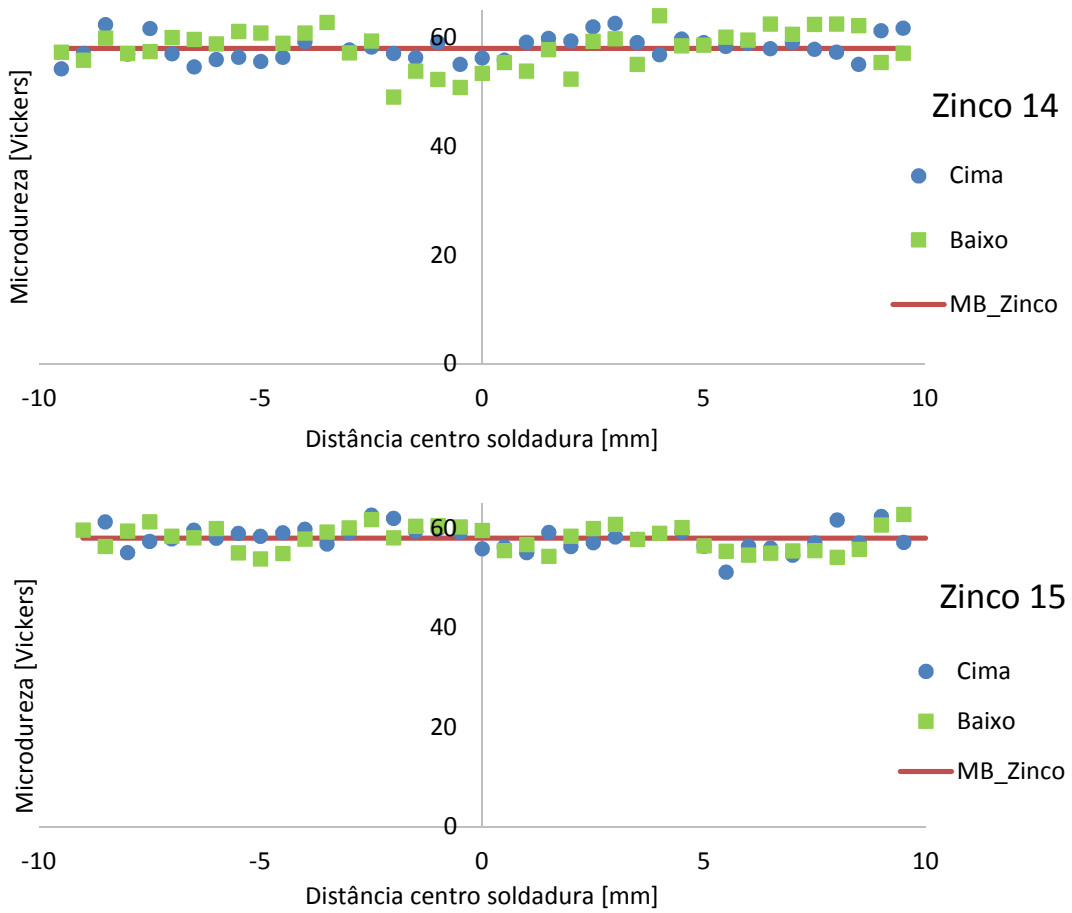 60
40
20
0
-10
-5
0
5
10
Microdureza [Vickers]
Distância centro soldadura [mm]
Zinco 14
Cima
Baixo
MB_Zinco
60
40
20
0
-10
-5
0
5
10
Microdureza [Vickers]
Distância centro soldadura [mm]
Zinco 15
Cima
Baixo
MB_Zinco